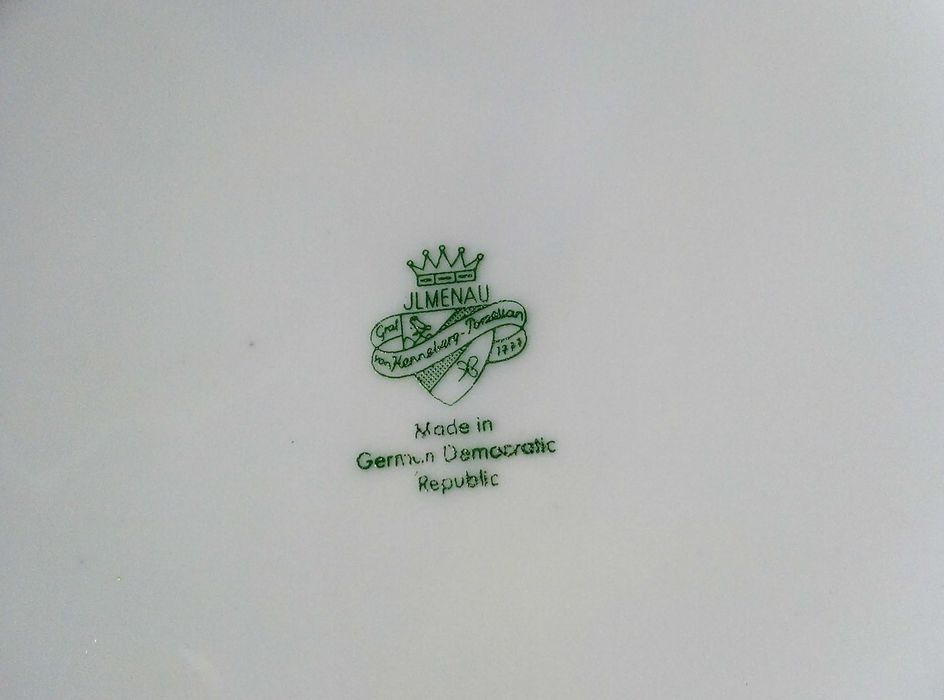 JLMENAU
Graf
von Henneberg-Porzellan
1777
Made in
German Democratic
Republic